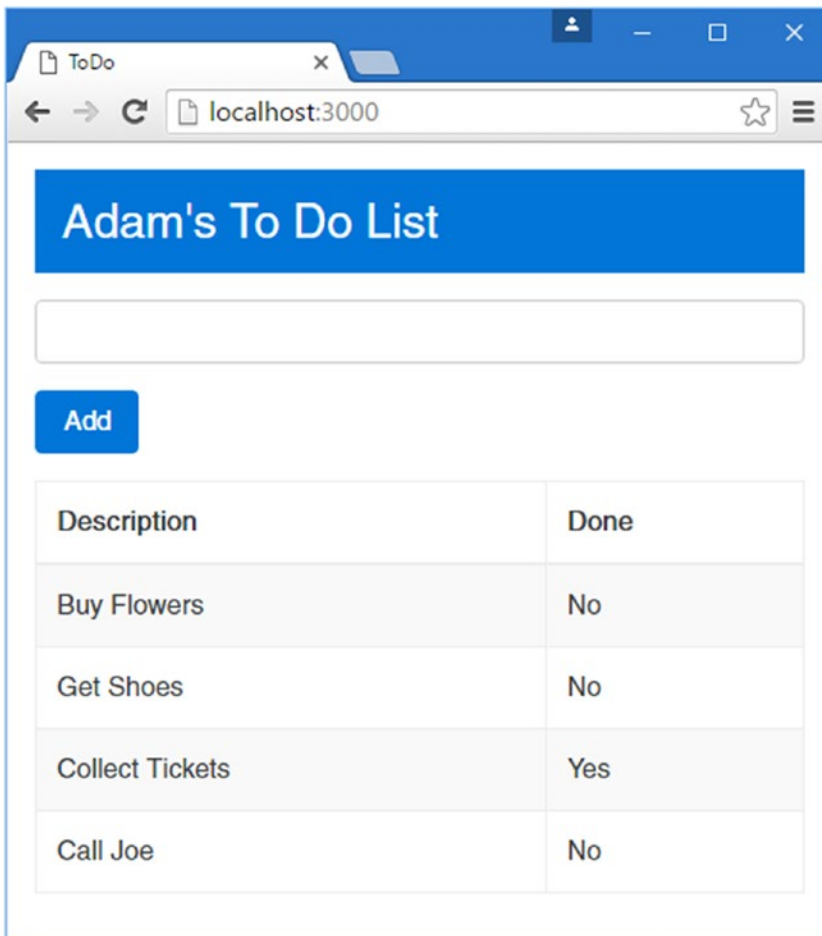 ToDo
localhost:3000
Adam's To Do List
Add
Description Done
Buy Flowers No
Get Shoes No
Collect Tickets Yes
Call Joe No